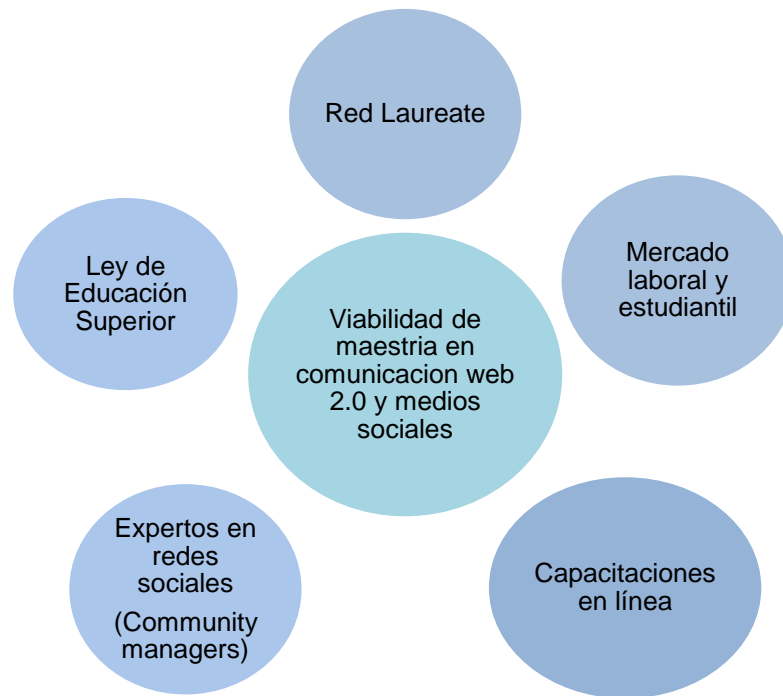 Red Laureate
Ley de
Educación
Superior
Mercado
laboral y
estudiantil
Viabilidad de
maestria en
comunicacion web
2.0 y medios
sociales
Expertos en
redes
sociales
(Community
managers)
Capacitaciones
en línea